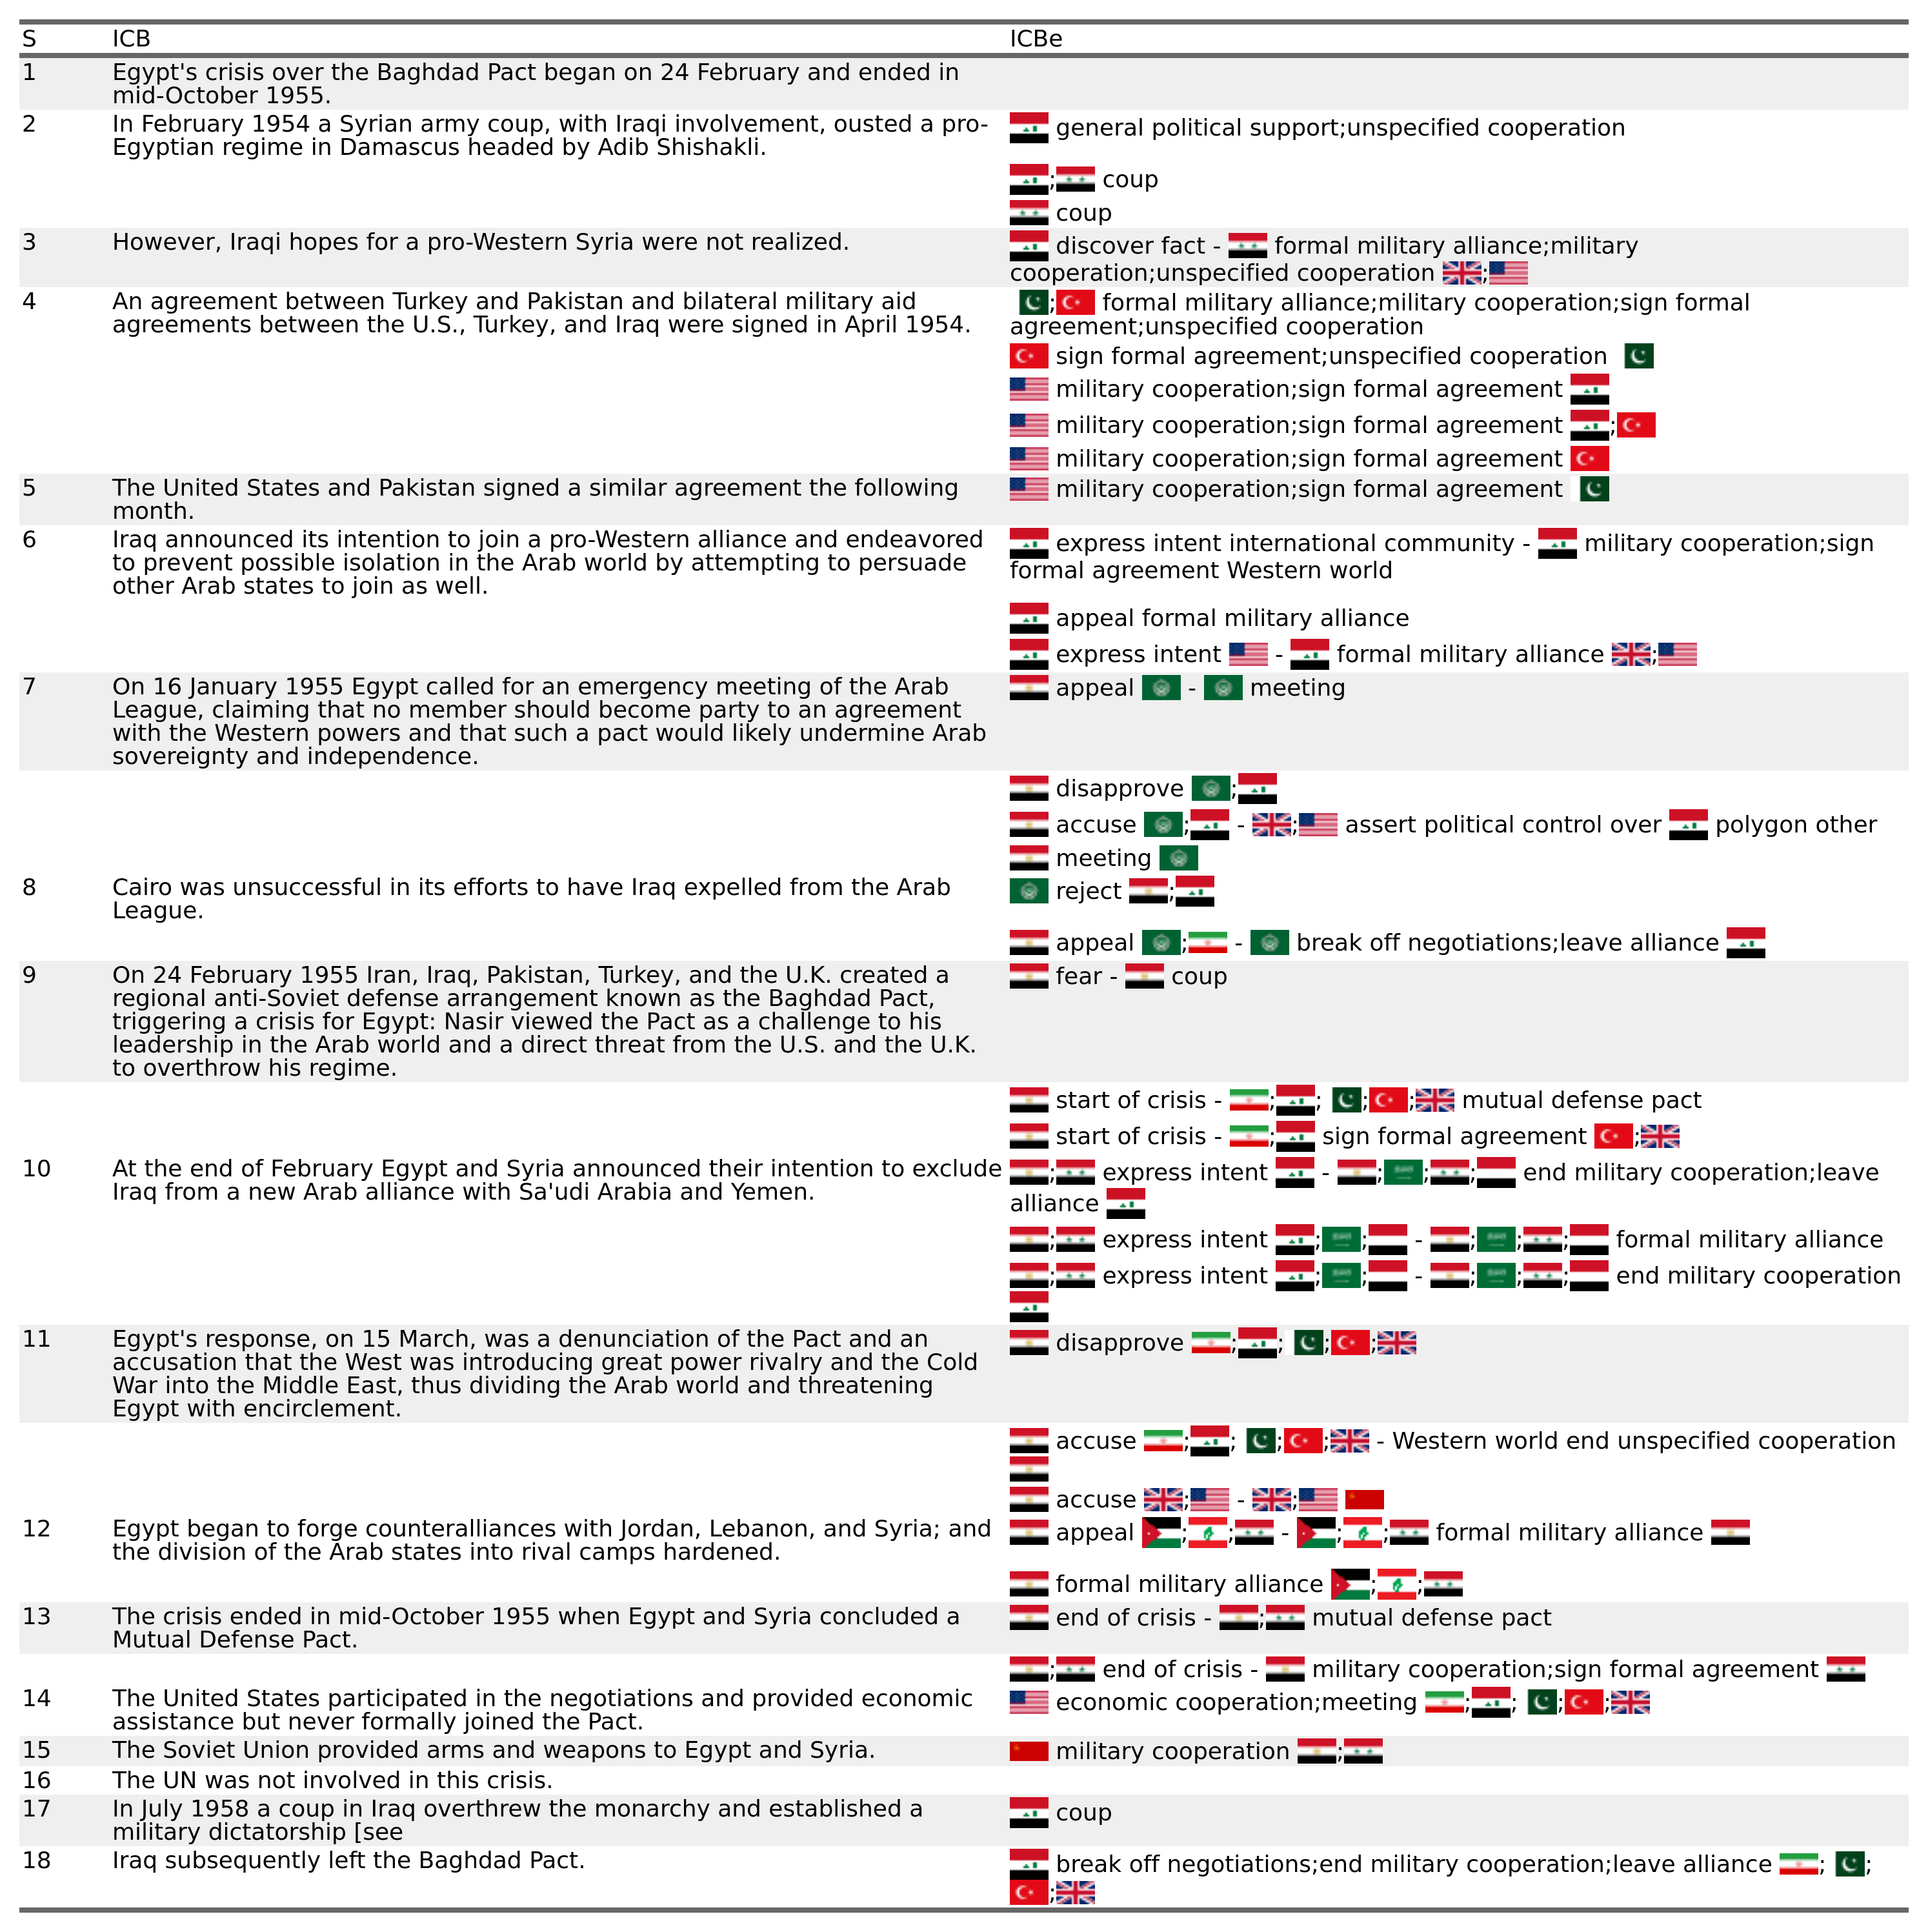 S ICB ICBe
1 Egypt's crisis over the Baghdad Pact began on 24 February and ended in
mid-October 1955.
2 In February 1954 a Syrian army coup, with Iraqi involvement, ousted a pro-
Egyptian regime in Damascus headed by Adib Shishakli.
general political support;unspecified cooperation
; coup
coup
3 However, Iraqi hopes for a pro-Western Syria were not realized.
discover fact - formal military alliance;military
cooperation;unspecified cooperation ;
4 An agreement between Turkey and Pakistan and bilateral military aid
agreements between the U.S., Turkey, and Iraq were signed in April 1954.
; formal military alliance;military cooperation;sign formal
agreement;unspecified cooperation
sign formal agreement;unspecified cooperation
military cooperation;sign formal agreement
military cooperation;sign formal agreement ;
military cooperation;sign formal agreement
5 The United States and Pakistan signed a similar agreement the following
month.
military cooperation;sign formal agreement
6 Iraq announced its intention to join a pro-Western alliance and endeavored
to prevent possible isolation in the Arab world by attempting to persuade
other Arab states to join as well.
express intent international community - military cooperation;sign
formal agreement Western world
appeal formal military alliance
express intent - formal military alliance ;
7 On 16 January 1955 Egypt called for an emergency meeting of the Arab
League, claiming that no member should become party to an agreement
with the Western powers and that such a pact would likely undermine Arab
sovereignty and independence.
appeal - meeting
disapprove ;
accuse ; - ; assert political control over polygon other
meeting
8 Cairo was unsuccessful in its efforts to have Iraq expelled from the Arab
League.
reject ;
appeal ; - break off negotiations;leave alliance
9 On 24 February 1955 Iran, Iraq, Pakistan, Turkey, and the U.K. created a
regional anti-Soviet defense arrangement known as the Baghdad Pact,
triggering a crisis for Egypt: Nasir viewed the Pact as a challenge to his
leadership in the Arab world and a direct threat from the U.S. and the U.K.
to overthrow his regime.
fear - coup
start of crisis - ; ; ; ; mutual defense pact
start of crisis - ; sign formal agreement ;
10 At the end of February Egypt and Syria announced their intention to exclude
Iraq from a new Arab alliance with Sa'udi Arabia and Yemen.
; express intent - ; ; ; end military cooperation;leave
alliance
; express intent ; ; - ; ; ; formal military alliance
; express intent ; ; - ; ; ; end military cooperation
11 Egypt's response, on 15 March, was a denunciation of the Pact and an
accusation that the West was introducing great power rivalry and the Cold
War into the Middle East, thus dividing the Arab world and threatening
Egypt with encirclement.
disapprove ; ; ; ;
accuse ; ; ; ; - Western world end unspecified cooperation
accuse ; - ;
12 Egypt began to forge counteralliances with Jordan, Lebanon, and Syria; and
the division of the Arab states into rival camps hardened.
appeal ; ; - ; ; formal military alliance
formal military alliance ; ;
13 The crisis ended in mid-October 1955 when Egypt and Syria concluded a
Mutual Defense Pact.
end of crisis - ; mutual defense pact
; end of crisis - military cooperation;sign formal agreement
14 The United States participated in the negotiations and provided economic
assistance but never formally joined the Pact.
economic cooperation;meeting ; ; ; ;
15 The Soviet Union provided arms and weapons to Egypt and Syria.
military cooperation ;
16 The UN was not involved in this crisis.
17 In July 1958 a coup in Iraq overthrew the monarchy and established a
military dictatorship [see
coup
18 Iraq subsequently left the Baghdad Pact.
break off negotiations;end military cooperation;leave alliance ; ;
;